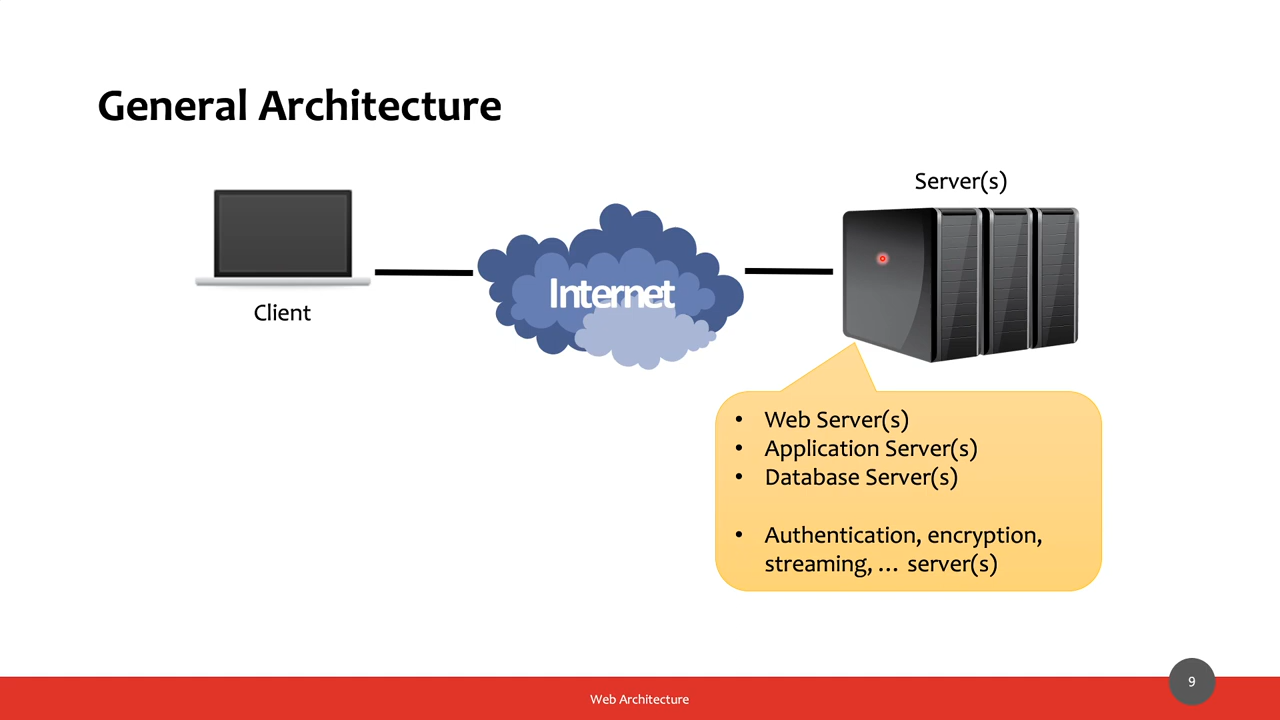 General Architecture
Server(s)
Internet
Client
• Web Server(s)
• Application Server(s)
• Database Server(s)
• Authentication, encryption,
streaming, … server(s)
9
Web Architecture